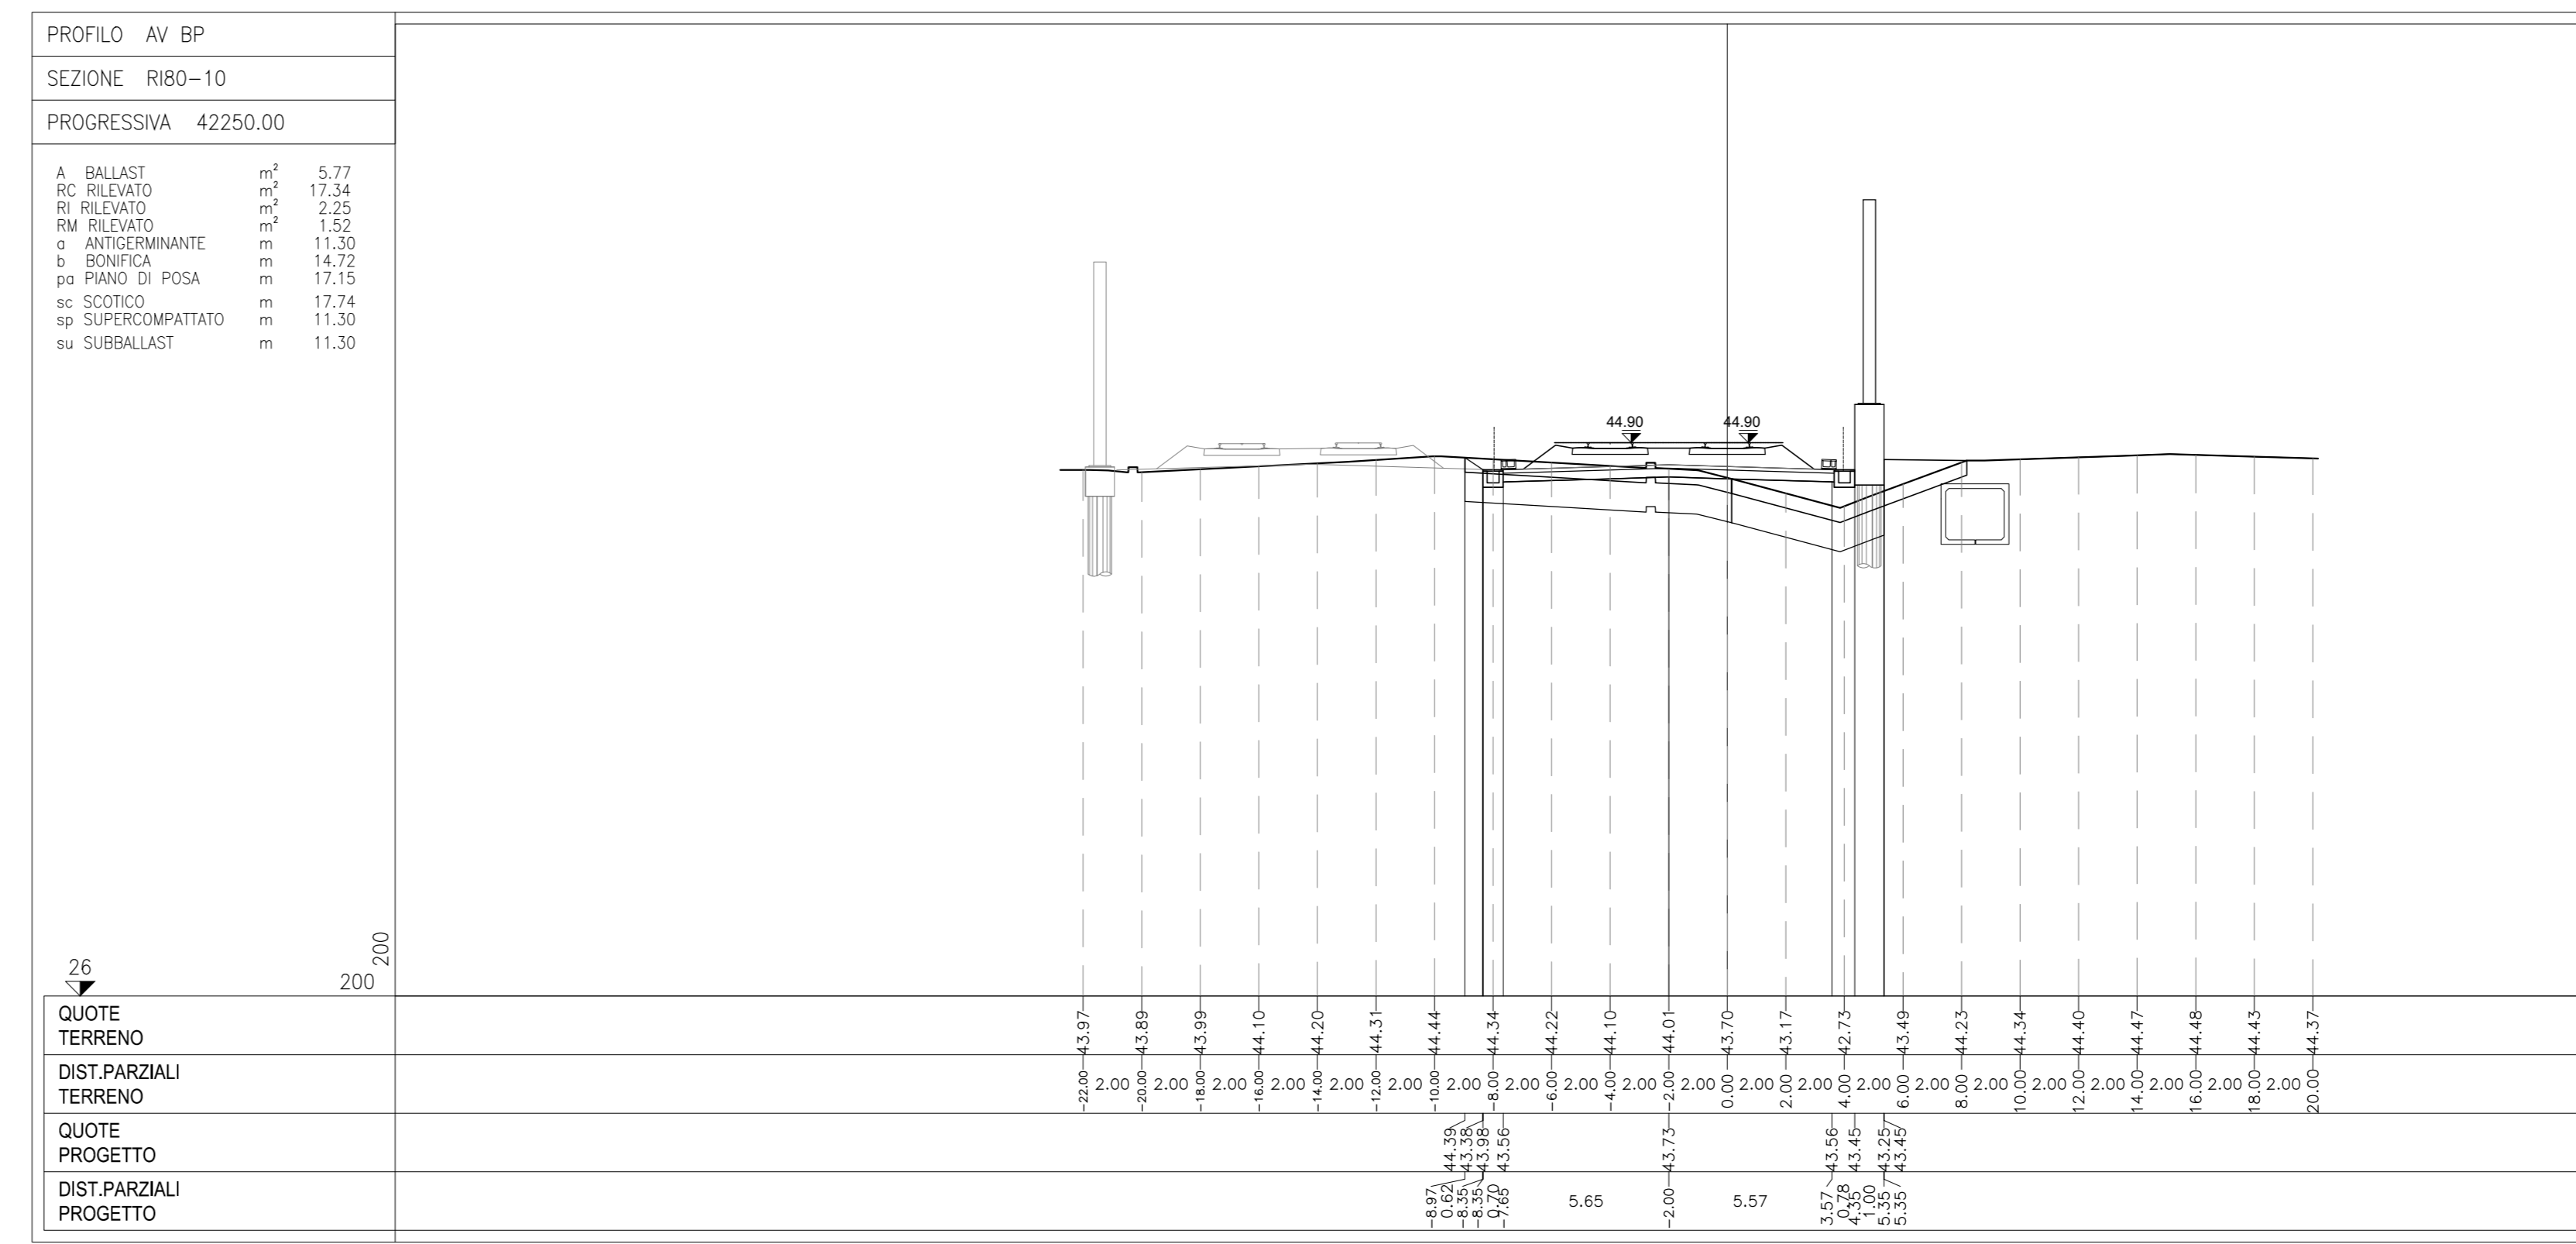 PROFILO AV BP
SEZIONE RI80-10
PROGRESSIVA 42250.00
A BALLAST m² 5.77
RC RILEVATO m² 17.34
RI RILEVATO m² 2.25
RM RILEVATO m² 1.52
a ANTIGERMINANTE m 11.30
b BONIFICA m 14.72
pa PIANO DI POSA m 17.15
sc SCOTICO m 17.74
sp SUPERCOMPATTATO m 11.30
su SUBBALLAST m 11.30
44.90 44.90
200
26 200
QUOTE
TERRENO
43.97 43.89 43.99 44.10 44.20 44.31 44.44 44.34 44.22 44.10 44.01 43.70 43.17 42.73 43.49 44.23 44.34 44.40 44.47 44.48 44.43 44.37
DIST.PARZIALI
TERRENO
-22.00 2.00 -20.00 2.00 -18.00 2.00 -16.00 2.00 -14.00 2.00 -12.00 2.00 -10.00 2.00 -8.00 2.00 -6.00 2.00 -4.00 2.00 -2.00 2.00 0.00 2.00 2.00 2.00 4.00 2.00 6.00 2.00 8.00 2.00 10.00 2.00 12.00 2.00 14.00 2.00 16.00 2.00 18.00 2.00 20.00
QUOTE
PROGETTO
44.39 43.38 43.98 43.56 43.73 43.56 43.45 43.25 43.45
DIST.PARZIALI
PROGETTO
-8.97 0.62 -8.35 -8.35 0.70 -7.65 5.65 -2.00 5.57 3.57 0.78 4.35 1.00 5.35 5.35